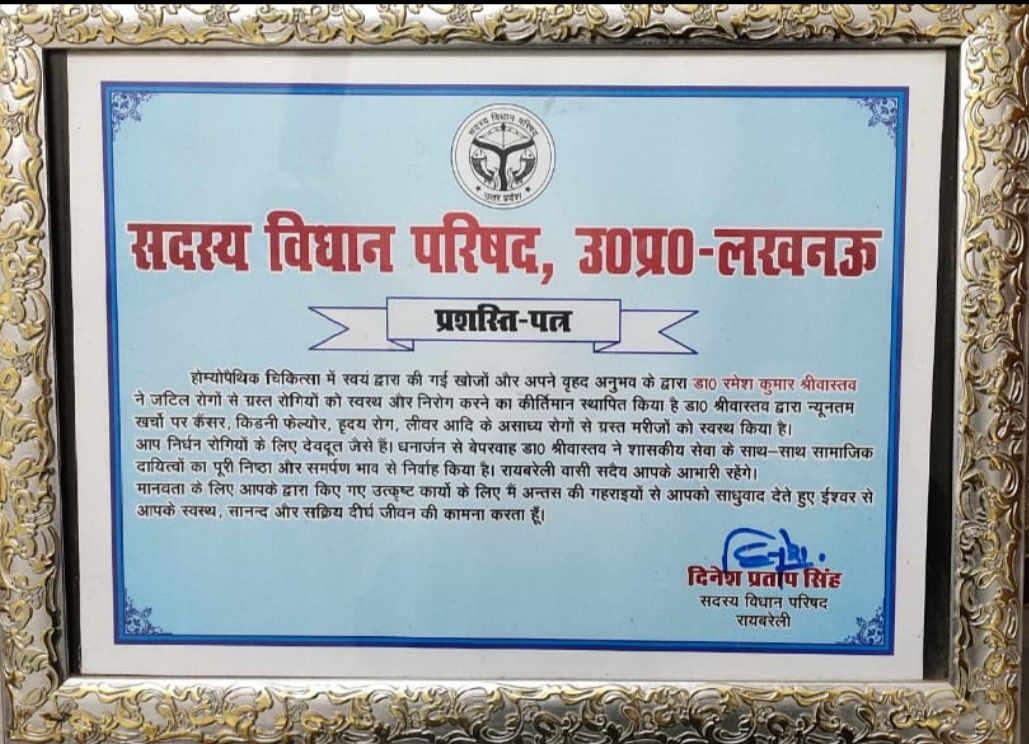 सदस्य विधान परिषद
उत्तर प्रदेश
सदस्य विधान परिषद, उ0प्र0-लखनऊ
प्रशस्ति-पत्र
होम्योपैथिक चिकित्सा में स्वयं द्वारा की गई खोजों और अपने वृहद अनुभव के द्वारा डा0 रमेश कुमार श्रीवास्तव
ने जटिल रोगों से ग्रस्त रोगियों को स्वस्थ और निरोग करने का कीर्तिमान स्थापित किया है डा0 श्रीवास्तव द्वारा न्यूनतम
खर्चो पर कैंसर, किडनी फेल्योर, हृदय रोग, लीवर आदि के असाध्य रोगों से ग्रस्त मरीजों को स्वस्थ किया है।
आप निर्धन रोगियों के लिए देवदूत जैसे हैं। धनार्जन से बेपरवाह डा0 श्रीवास्तव ने शासकीय सेवा के साथ–साथ सामाजिक
दायित्वों का पूरी निष्ठा और समर्पण भाव से निर्वाह किया है। रायबरेली वासी सदैव आपके आभारी रहेंगे।
मानवता के लिए आपके द्वारा किए गए उत्कृष्ट कार्यो के लिए मैं अन्तस की गहराइयों से आपको साधुवाद देते हुए ईश्वर से
आपके स्वस्थ, सानन्द और सक्रिय दीर्घ जीवन की कामना करता हूँ।
दिनेश प्रताप सिंह
सदस्य विधान परिषद
रायबरेली